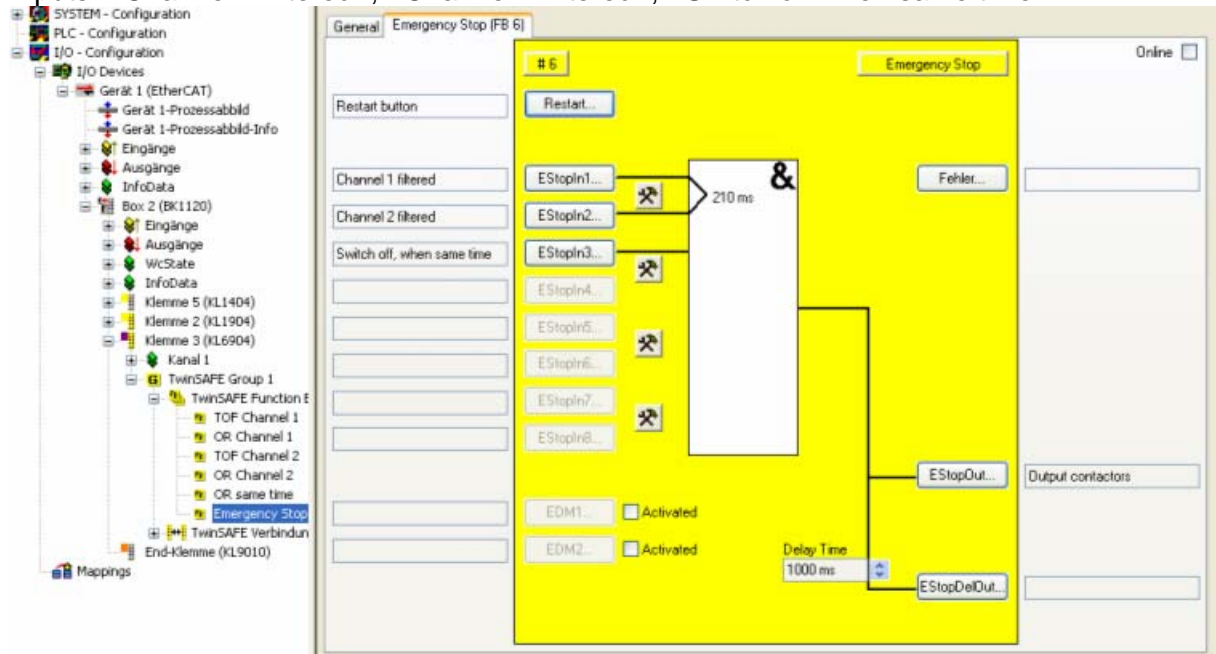 SYSTEM - Configuration
PLC - Configuration
I/O - Configuration
I/O Devices
Gerät 1 (EtherCAT)
Gerät 1-Prozessabbild
Gerät 1-Prozessabbild-Info
Eingänge
Ausgänge
InfoData
Box 2 (BK1120)
Eingänge
Ausgänge
WcState
InfoData
Klemme 5 (KL1404)
Klemme 2 (KL1904)
Klemme 3 (KL6904)
Kanal 1
TwinSAFE Group 1
TwinSAFE Function B
TOF Channel 1
OR Channel 1
TOF Channel 2
OR Channel 2
OR same time
Emergency Stop
TwinSAFE Verbindun
End-Klemme (KL9010)
Mappings
General
Emergency Stop (FB 6)
Online
# 6
Emergency Stop
Restart button
Restart...
&
Channel 1 filtered
EStopIn1...
210 ms
Fehler...
Channel 2 filtered
EStopIn2...
Switch off, when same time
EStopIn3...
EStopIn4...
EStopIn5...
EStopIn6...
EStopIn7...
EStopIn8...
EStopOut...
Output contactors
EDM1...
Activated
EDM2...
Activated
Delay Time
1000 ms
EStopDelOut...